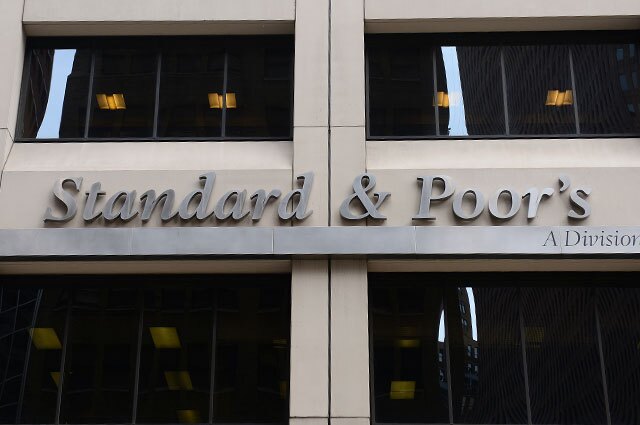 Standard & Poor's
A Division